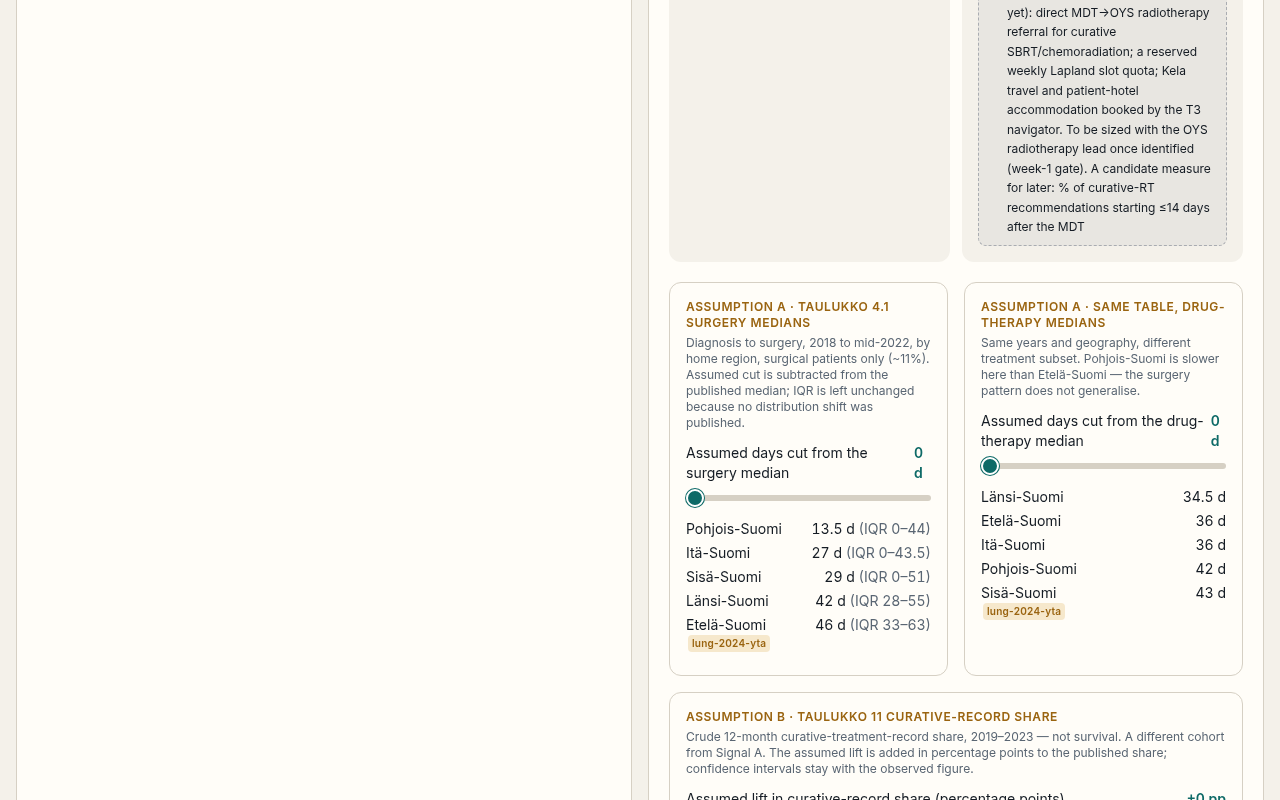 yet): direct MDT→OYS radiotherapy
referral for curative
SBRT/chemoradiation; a reserved
weekly Lapland slot quota; Kela
travel and patient-hotel
accommodation booked by the T3
navigator. To be sized with the OYS
radiotherapy lead once identified
(week-1 gate). A candidate measure
for later: % of curative-RT
recommendations starting ≤14 days
after the MDT
ASSUMPTION A · TAULUKKO 4.1
SURGERY MEDIANS
Diagnosis to surgery, 2018 to mid-2022, by
home region, surgical patients only (~11%).
Assumed cut is subtracted from the
published median; IQR is left unchanged
because no distribution shift was
published.
Assumed days cut from the 0
surgery median d
Pohjois-Suomi 13.5 d (IQR 0–44)
Itä-Suomi 27 d (IQR 0–43.5)
Sisä-Suomi 29 d (IQR 0–51)
Länsi-Suomi 42 d (IQR 28–55)
Etelä-Suomi 46 d (IQR 33–63)
lung-2024-yta
ASSUMPTION A · SAME TABLE, DRUG-
THERAPY MEDIANS
Same years and geography, different
treatment subset. Pohjois-Suomi is slower
here than Etelä-Suomi — the surgery
pattern does not generalise.
Assumed days cut from the drug- 0
therapy median d
Länsi-Suomi 34.5 d
Etelä-Suomi 36 d
Itä-Suomi 36 d
Pohjois-Suomi 42 d
Sisä-Suomi 43 d
lung-2024-yta
ASSUMPTION B · TAULUKKO 11 CURATIVE-RECORD SHARE
Crude 12-month curative-treatment-record share, 2019–2023 — not survival. A different cohort
from Signal A. The assumed lift is added in percentage points to the published share;
confidence intervals stay with the observed figure.
Assumed lift in curative-record share (percentage points) +0 pp